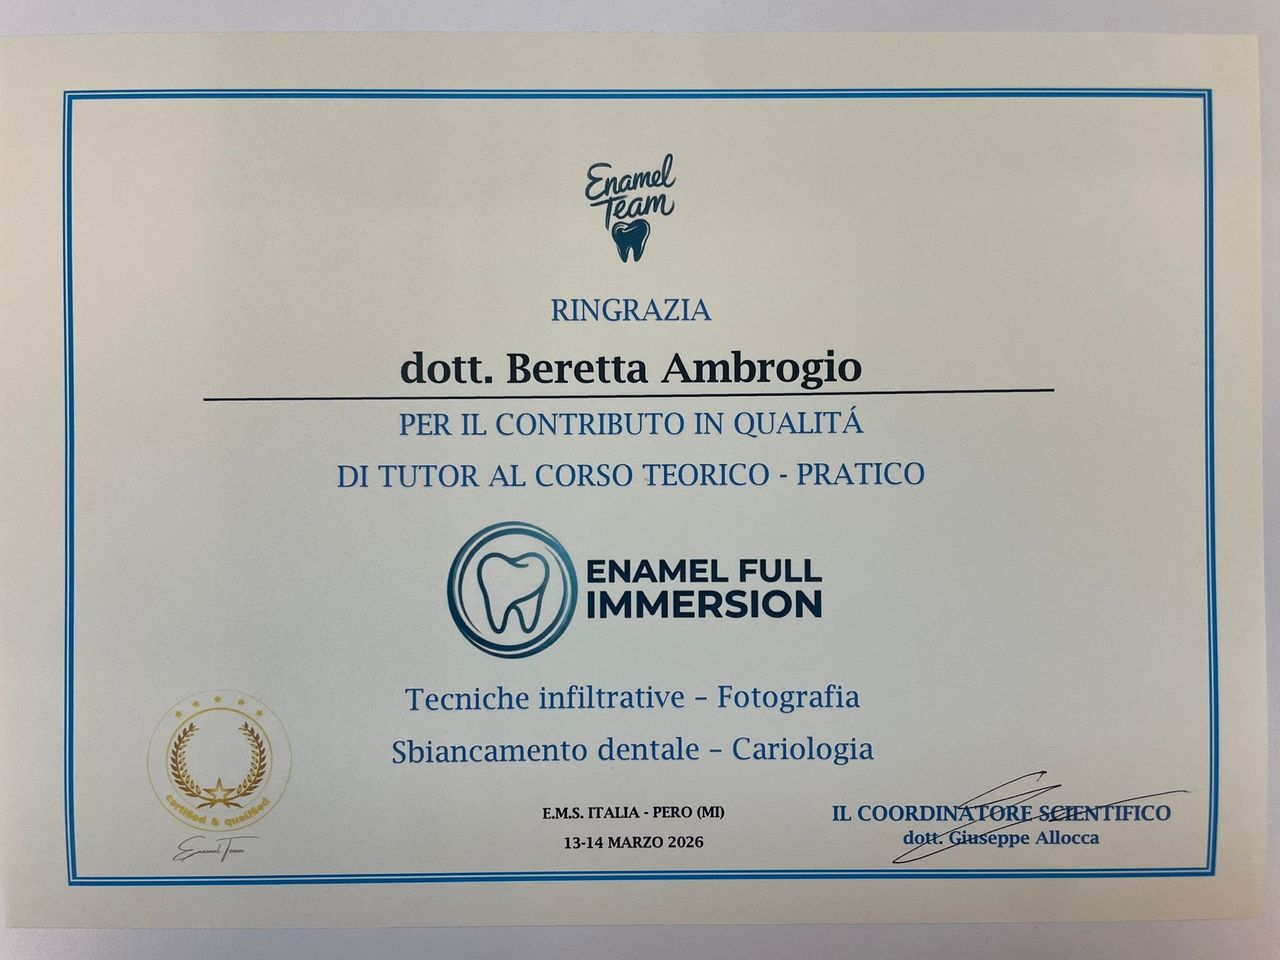 Enamel
Team
RINGRAZIA
dott. Beretta Ambrogio
PER IL CONTRIBUTO IN QUALITÁ
DI TUTOR AL CORSO TEORICO - PRATICO
ENAMEL FULL
IMMERSION
Tecniche infiltrative – Fotografia
Sbiancamento dentale – Cariologia
certified & qualified
Enamel Team
E.M.S. ITALIA - PERO (MI)
13-14 MARZO 2026
IL COORDINATORE SCIENTIFICO
dott. Giuseppe Allocca